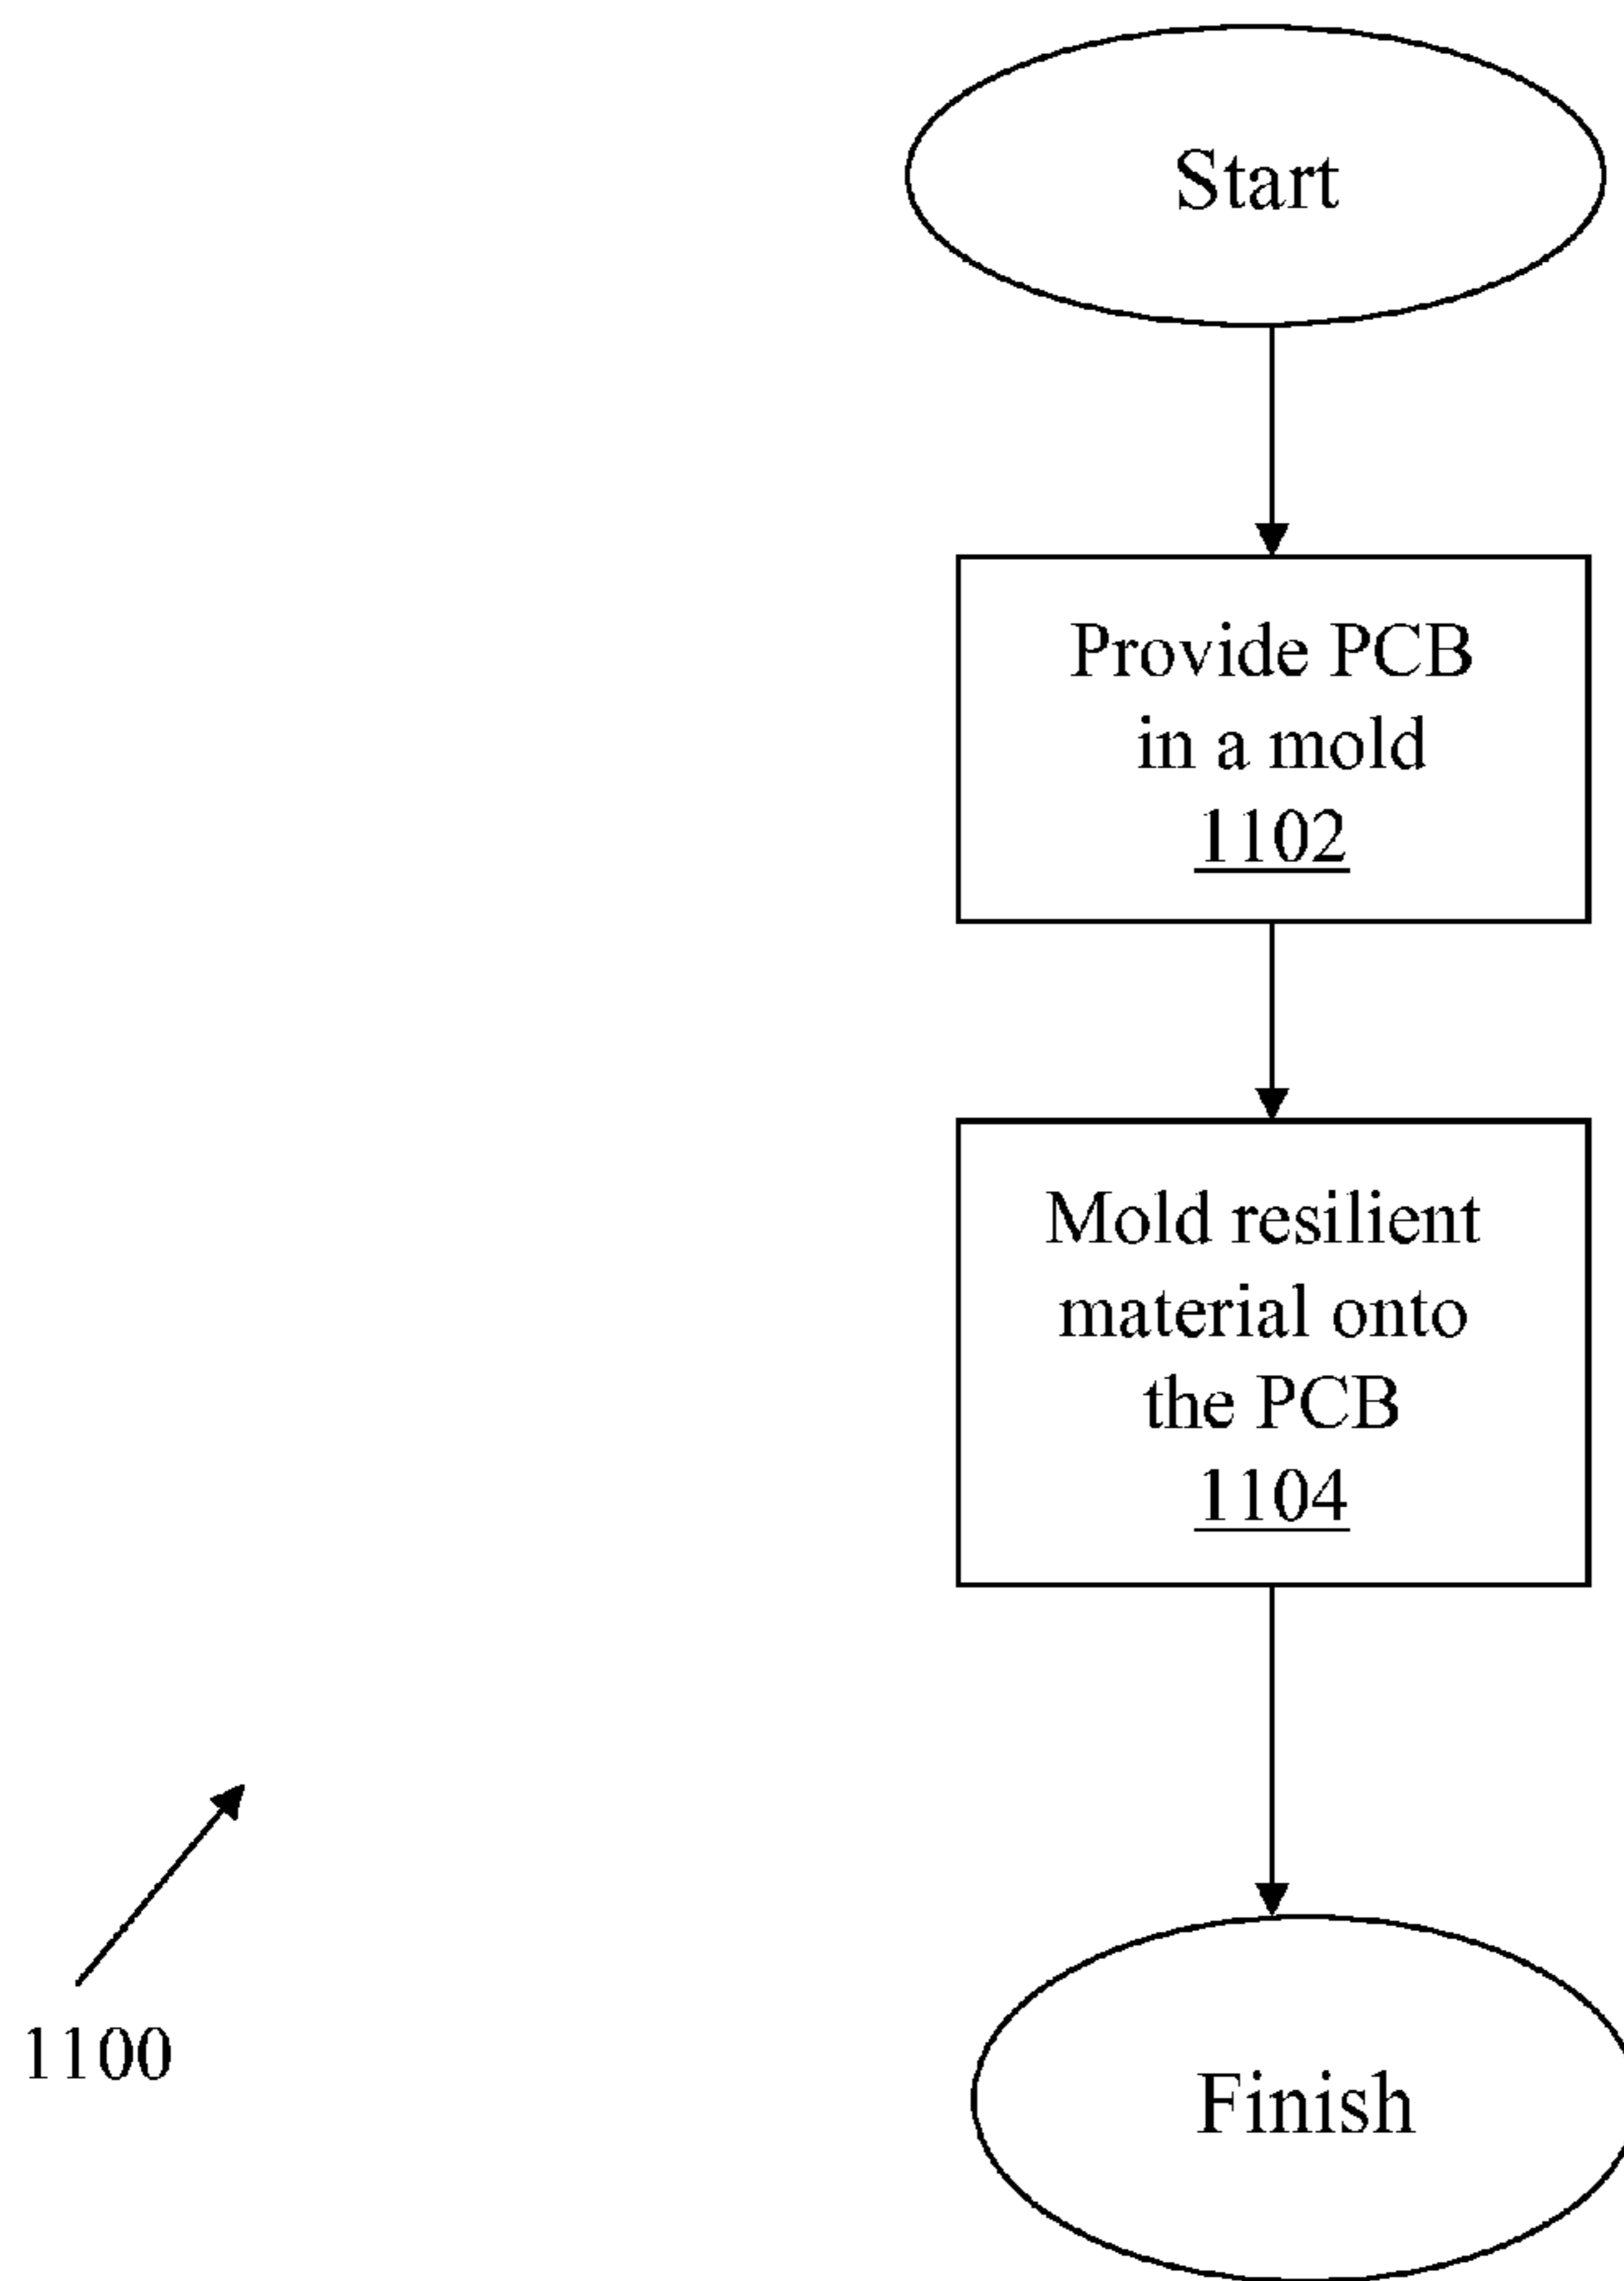 Start
Provide PCB
in a mold
1102
Mold resilient
material onto
the PCB
1104
1100
Finish